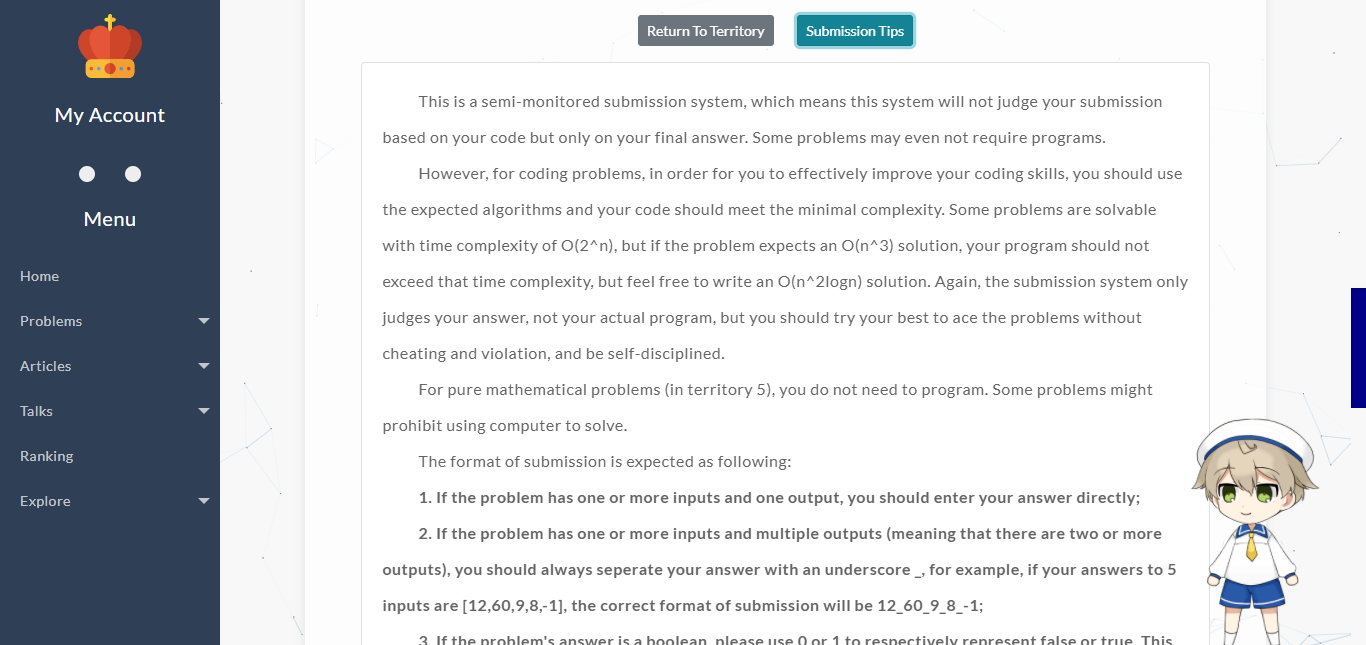 My Account
Menu
Home
Problems
Articles
Talks
Ranking
Explore
Return To Territory
Submission Tips
This is a semi-monitored submission system, which means this system will not judge your submission
based on your code but only on your final answer. Some problems may even not require programs.
However, for coding problems, in order for you to effectively improve your coding skills, you should use
the expected algorithms and your code should meet the minimal complexity. Some problems are solvable
with time complexity of O(2^n), but if the problem expects an O(n^3) solution, your program should not
exceed that time complexity, but feel free to write an O(n^2logn) solution. Again, the submission system only
judges your answer, not your actual program, but you should try your best to ace the problems without
cheating and violation, and be self-disciplined.
For pure mathematical problems (in territory 5), you do not need to program. Some problems might
prohibit using computer to solve.
The format of submission is expected as following:
1. If the problem has one or more inputs and one output, you should enter your answer directly;
2. If the problem has one or more inputs and multiple outputs (meaning that there are two or more
outputs), you should always seperate your answer with an underscore _, for example, if your answers to 5
inputs are [12,60,9,8,-1], the correct format of submission will be 12_60_9_8_-1;
3. If the problem's answer is a boolean, please use 0 or 1 to respectively represent false or true. This